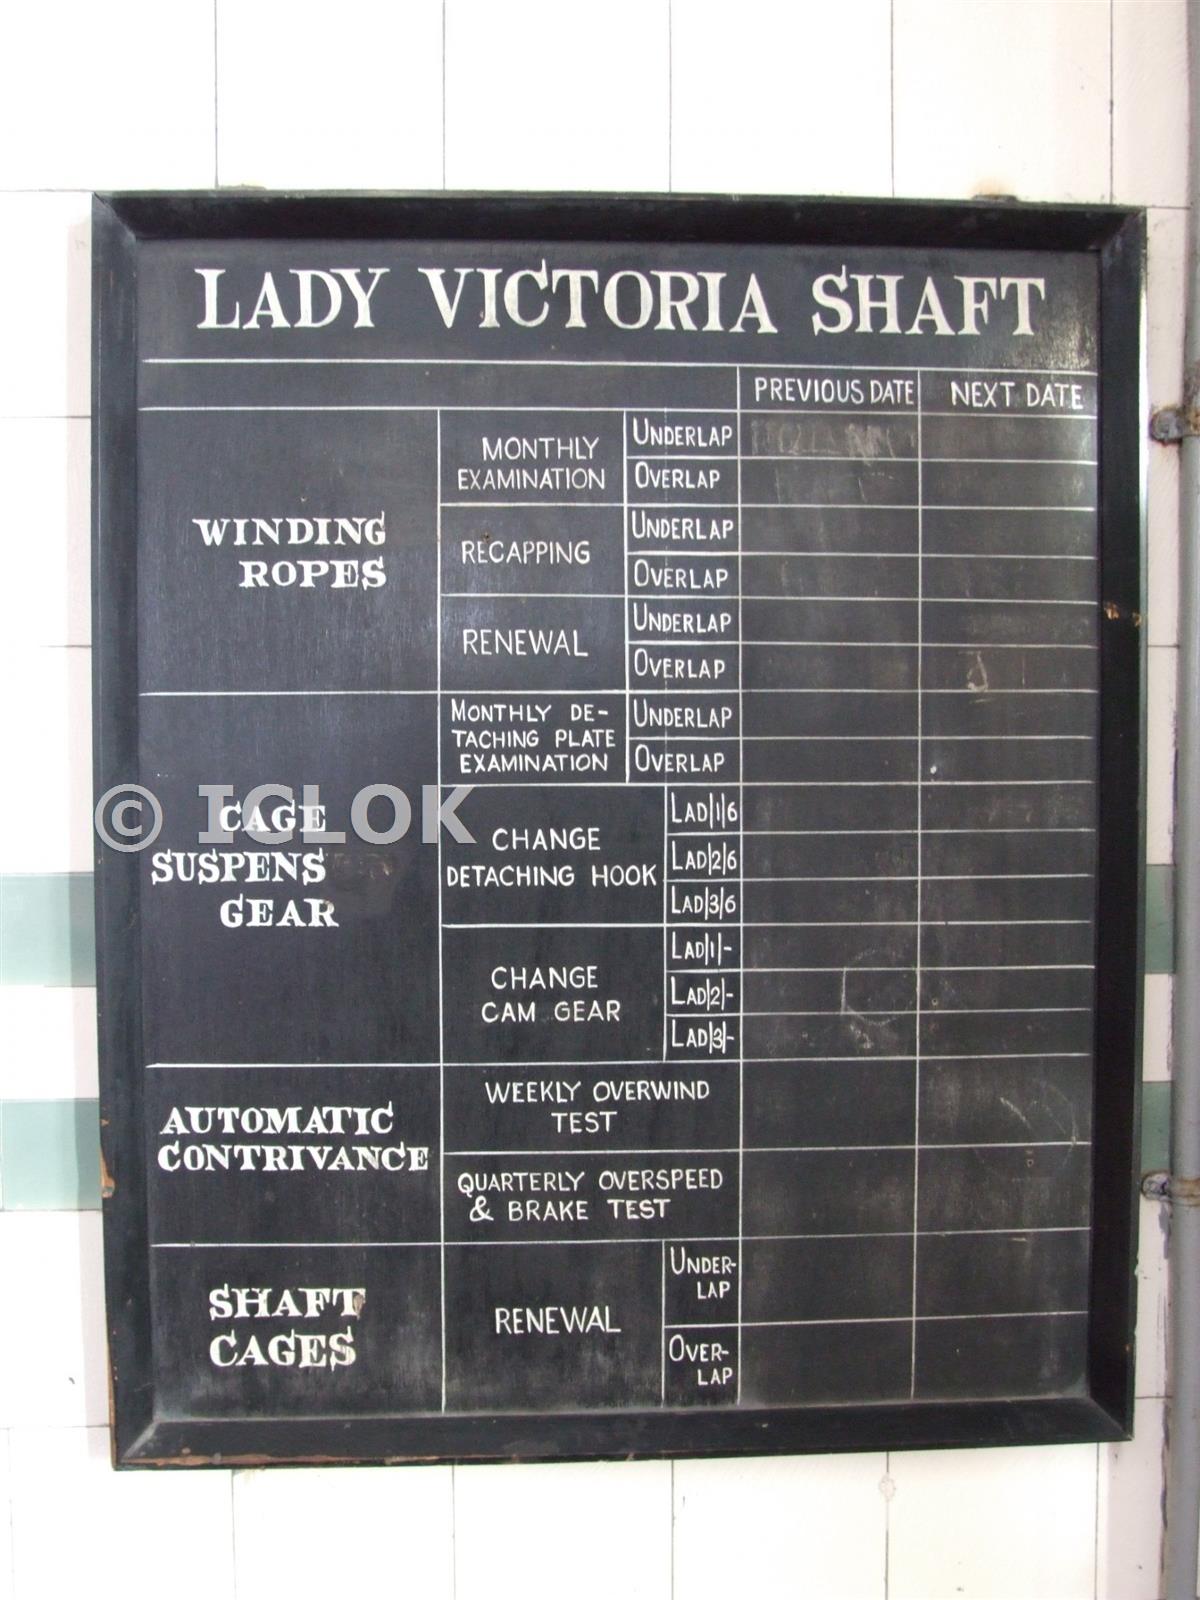 LADY VICTORIA SHAFT
PREVIOUS DATE NEXT DATE
WINDING
ROPES
MONTHLY
EXAMINATION
UNDERLAP
OVERLAP
RECAPPING
UNDERLAP
OVERLAP
RENEWAL
UNDERLAP
OVERLAP
CAGE
SUSPENS
GEAR
MONTHLY DE-
TACHING PLATE
EXAMINATION
UNDERLAP
OVERLAP
CHANGE
DETACHING HOOK
LAD|1|6
LAD|2|6
LAD|3|6
CHANGE
CAM GEAR
LAD|1|-
LAD|2|-
LAD|3|-
AUTOMATIC
CONTRIVANCE
WEEKLY OVERWIND
TEST
QUARTERLY OVERSPEED
& BRAKE TEST
SHAFT
CAGES
RENEWAL
UNDER-
LAP
OVER-
LAP
© ICLOK